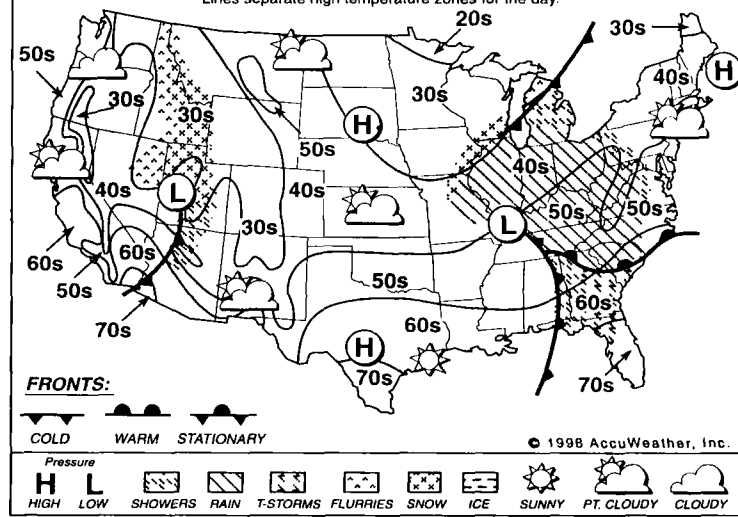 Lines separate high temperature zones for the day.
20s
30s
50s
40s
H
30s
30s
30s
H
50s
40s
L
40s
40s
50s
50s
30s
L
60s
60s
50s
50s
60s
70s
60s
H
70s
70s
FRONTS:
COLD WARM STATIONARY
© 1998 AccuWeather, Inc.
Pressure
H L
HIGH LOW SHOWERS RAIN T-STORMS FLURRIES SNOW ICE SUNNY PT. CLOUDY CLOUDY